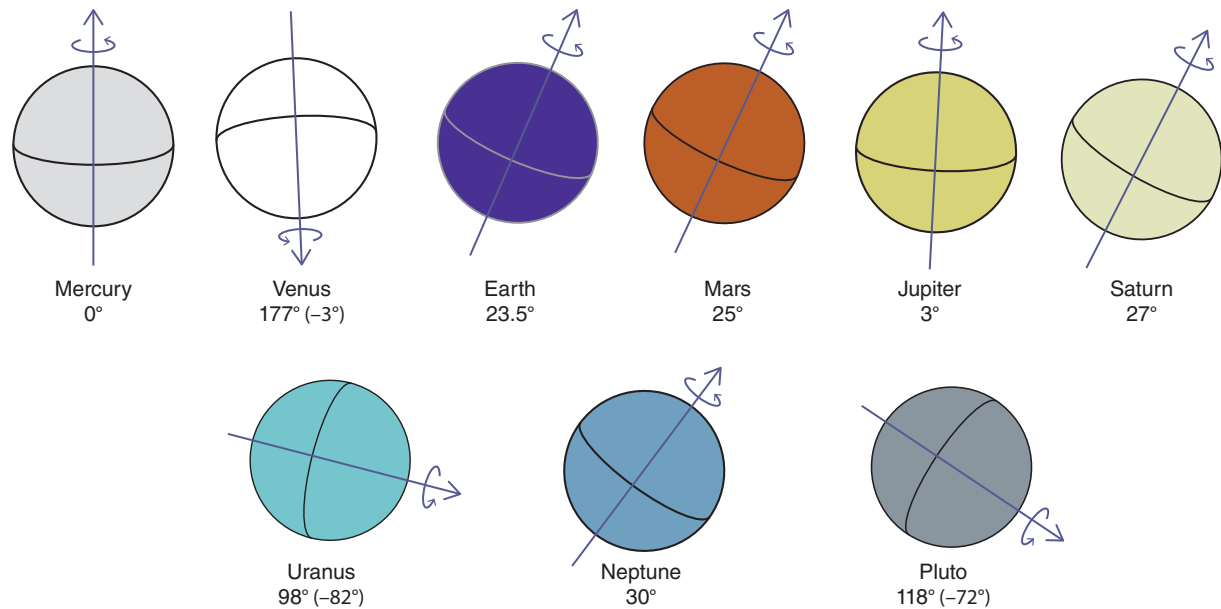 Mercury
0°
Venus
177° (–3°)
Earth
23.5°
Mars
25°
Jupiter
3°
Saturn
27°
Uranus
98° (–82°)
Neptune
30°
Pluto
118° (–72°)